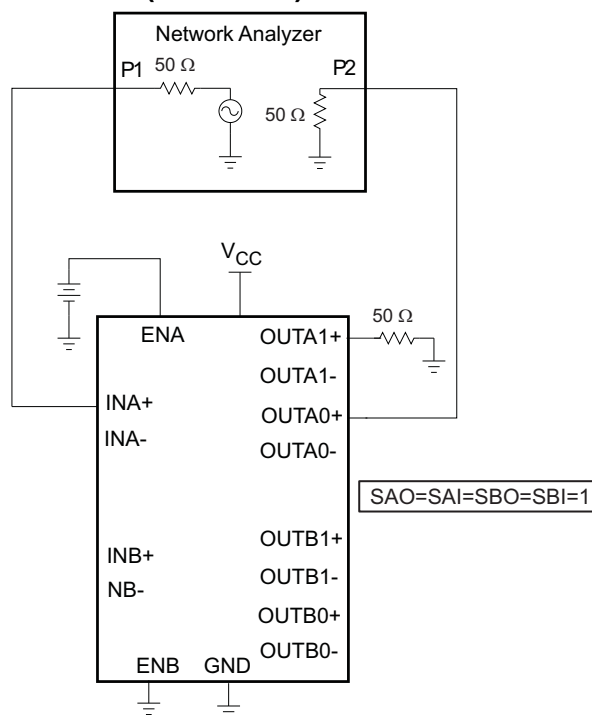 Network Analyzer
P1
50 Ω
P2
50 Ω
VCC
ENA
OUTA1+
50 Ω
OUTA1-
INA+
OUTA0+
INA-
OUTA0-
SAO=SAI=SBO=SBI=1
OUTB1+
INB+
OUTB1-
NB-
OUTB0+
OUTB0-
ENB
GND